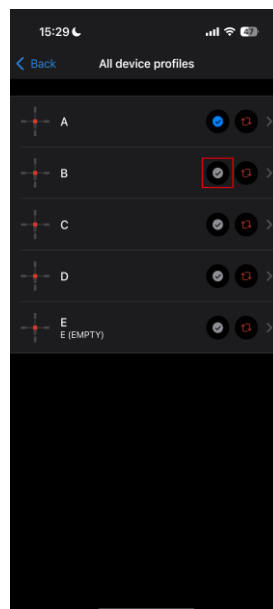 15:29
47
Back
All device profiles
A
B
C
D
E
E (EMPTY)